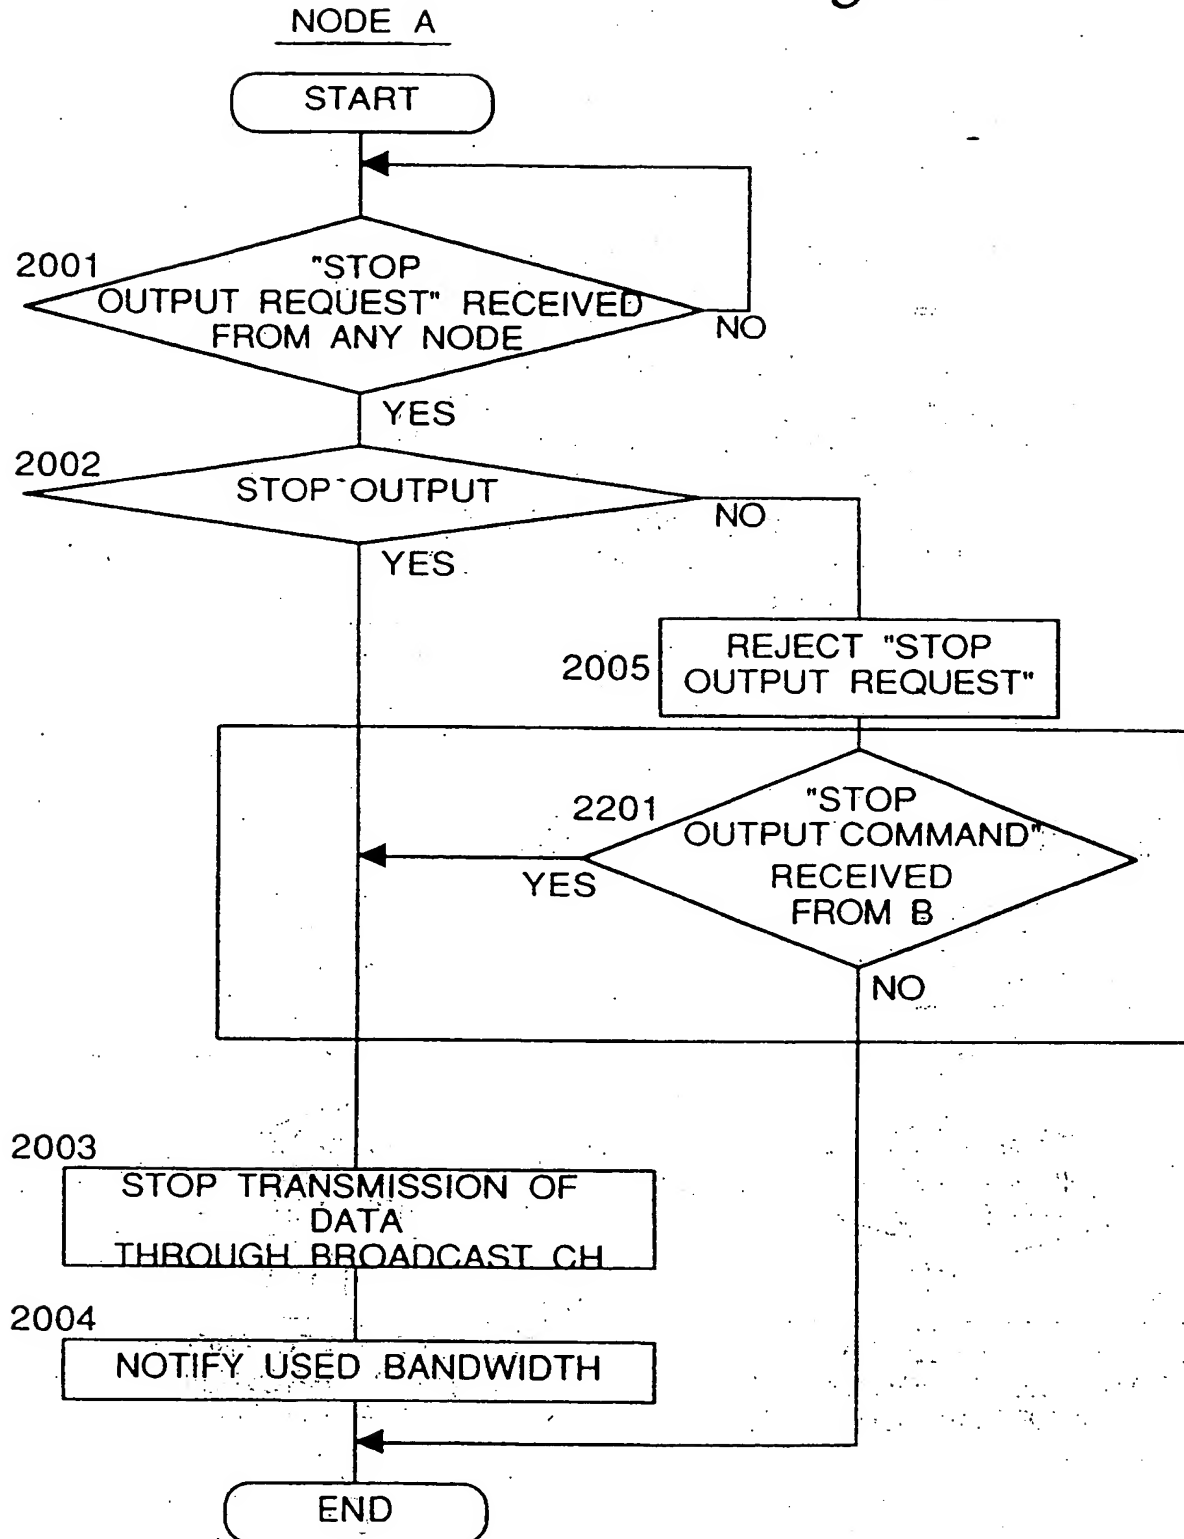 NODE A
START
2001
"STOP
OUTPUT REQUEST" RECEIVED
FROM ANY NODE
NO
YES
2002
STOP OUTPUT
NO
YES
2005
REJECT "STOP
OUTPUT REQUEST"
2201
"STOP
OUTPUT COMMAND"
RECEIVED
FROM B
YES
NO
2003
STOP TRANSMISSION OF
DATA
THROUGH BROADCAST CH
2004
NOTIFY USED BANDWIDTH
END